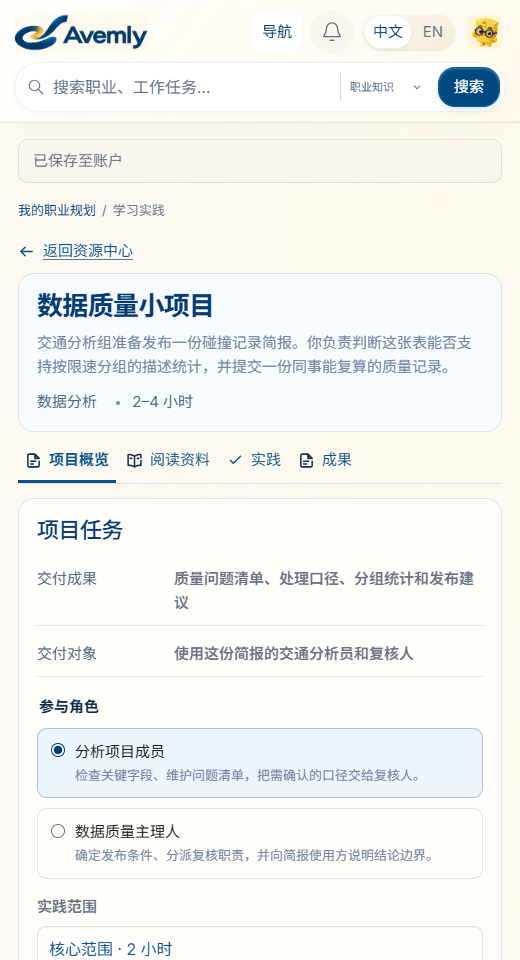 Avemly
导航
中文
EN
搜索职业、工作任务...
职业知识
搜索
已保存至账户
我的职业规划 / 学习实践
← 返回资源中心
数据质量小项目
交通分析组准备发布一份碰撞记录简报。你负责判断这张表能否支
持按限速分组的描述统计，并提交一份同事能复算的质量记录。
数据分析 • 2–4 小时
项目概览
阅读资料
实践
成果
项目任务
交付成果
质量问题清单、处理口径、分组统计和发布建
议
交付对象
使用这份简报的交通分析员和复核人
参与角色
分析项目成员
检查关键字段、维护问题清单，把需确认的口径交给复核人。
数据质量主理人
确定发布条件、分派复核职责，并向简报使用方说明结论边界。
实践范围
核心范围 · 2 小时